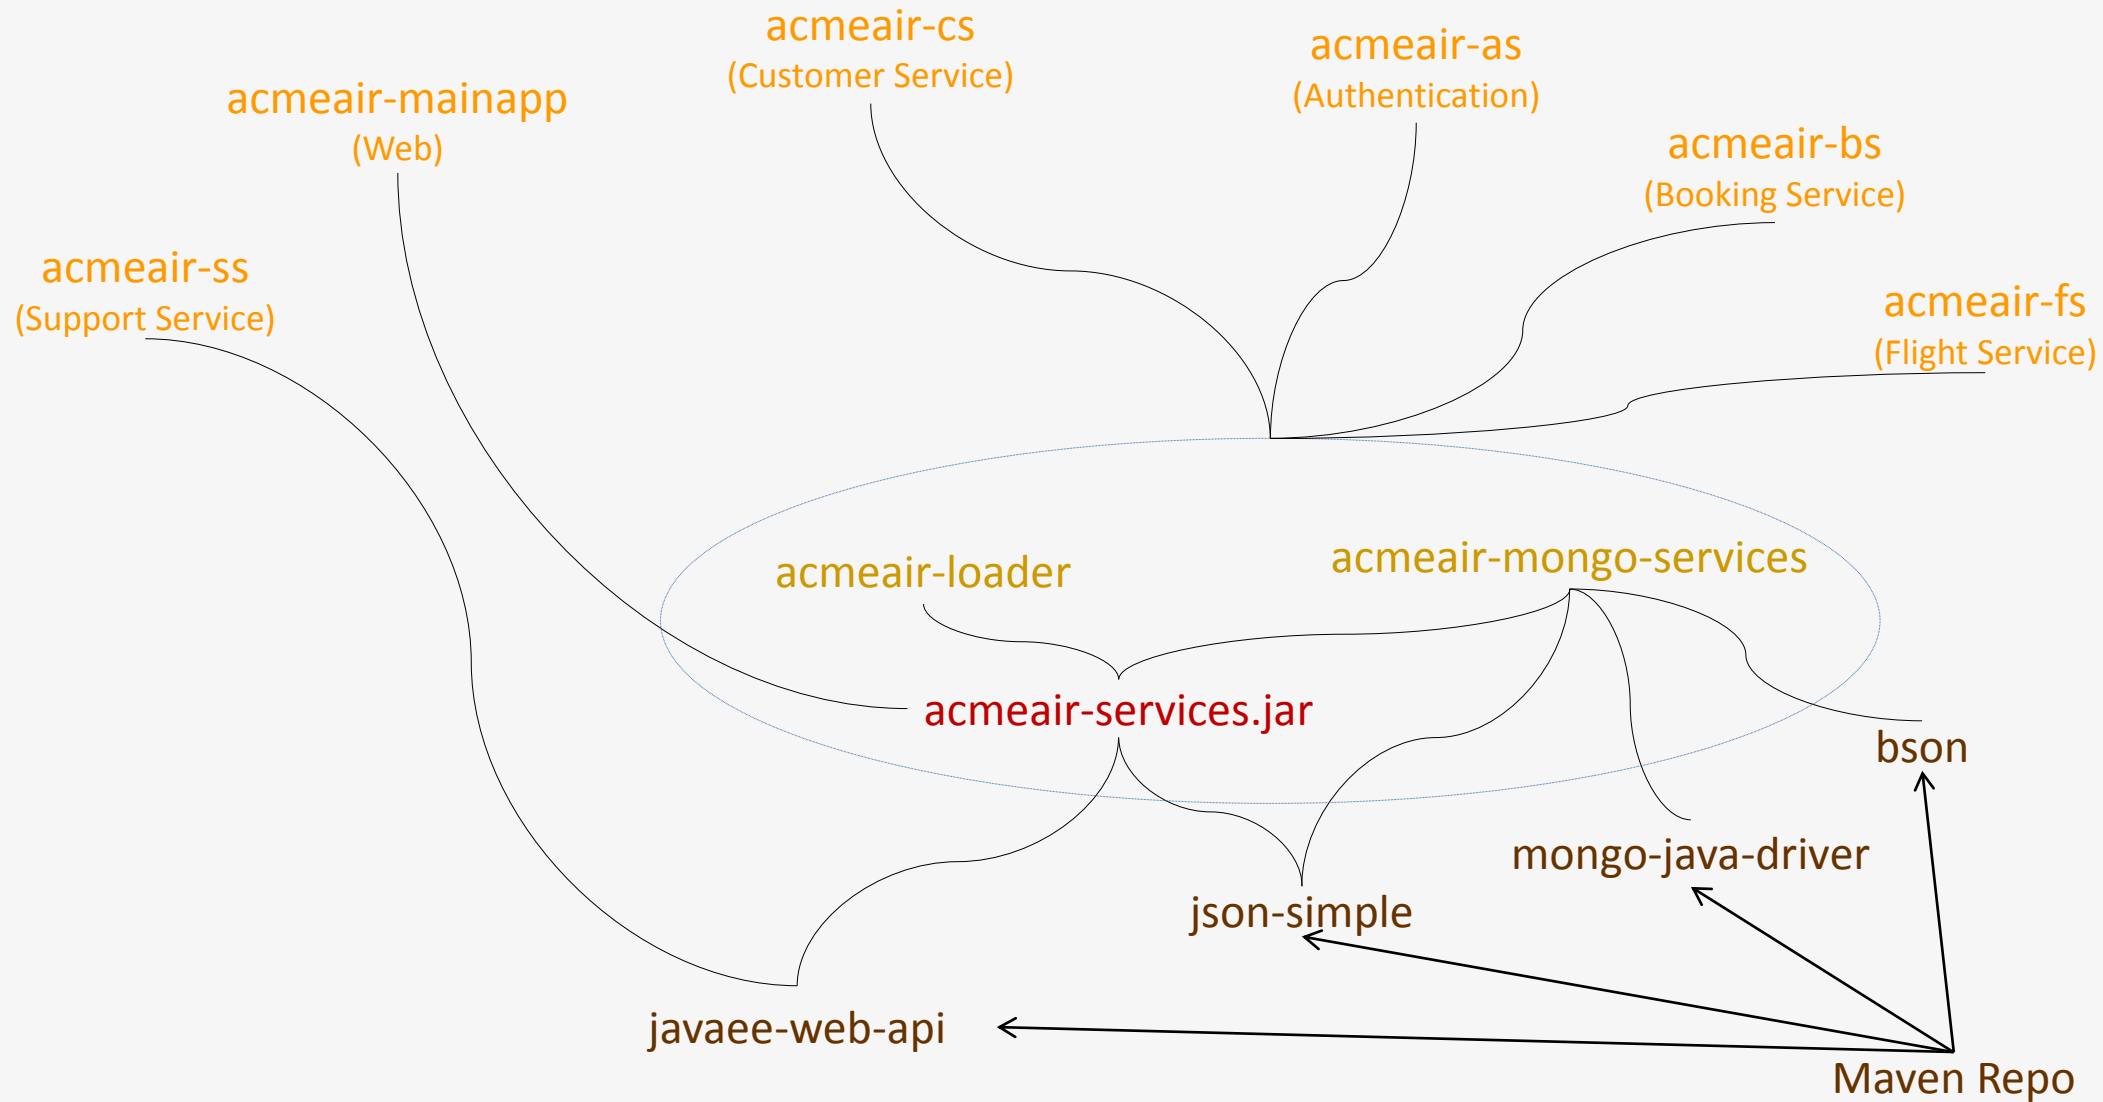 acmeair-cs
(Customer Service)
acmeair-as
(Authentication)
acmeair-mainapp
(Web)
acmeair-bs
(Booking Service)
acmeair-ss
(Support Service)
acmeair-fs
(Flight Service)
acmeair-loader
acmeair-mongo-services
acmeair-services.jar
bson
mongo-java-driver
json-simple
javaee-web-api
Maven Repo